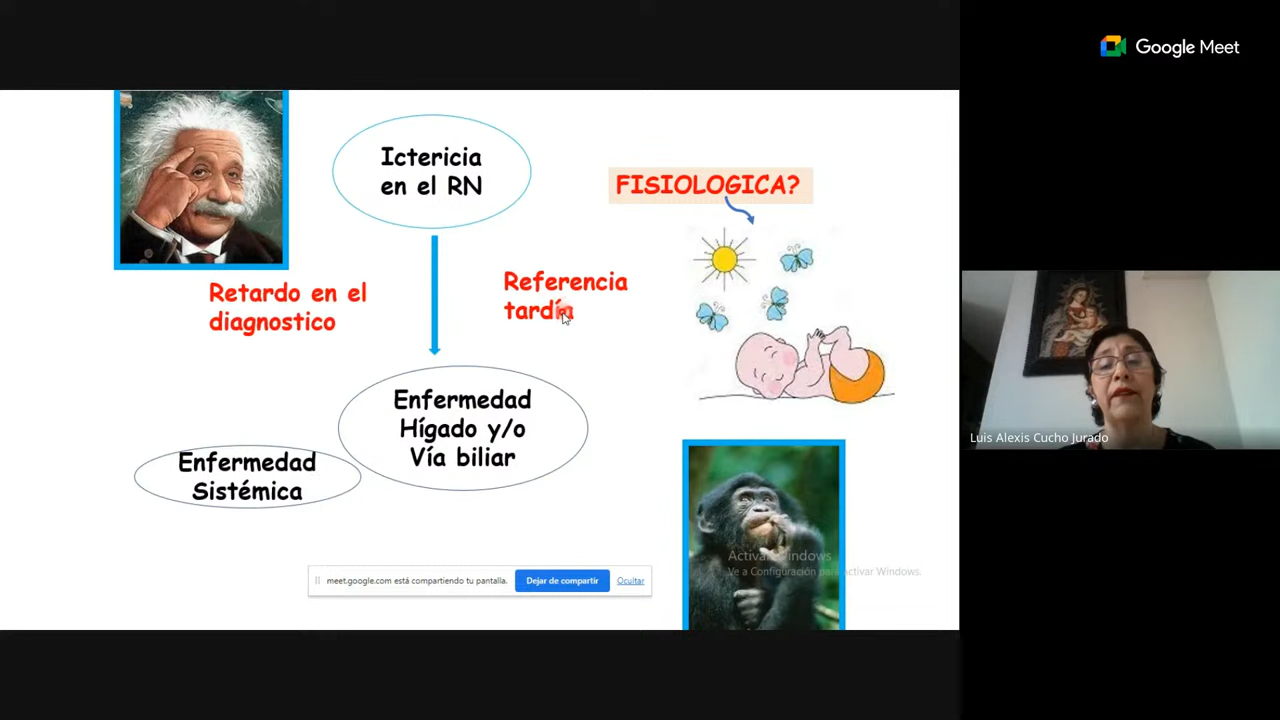 Google Meet
Ictericia
en el RN
FISIOLOGICA?
Retardo en el
diagnostico
Referencia
tardía
Enfermedad
Hígado y/o
Vía biliar
Enfermedad
Sistémica
Activar Windows
Ve a Configuración para activar Windows.
meet.google.com está compartiendo tu pantalla.
Dejar de compartir
Ocultar
Luis Alexis Cucho Jurado